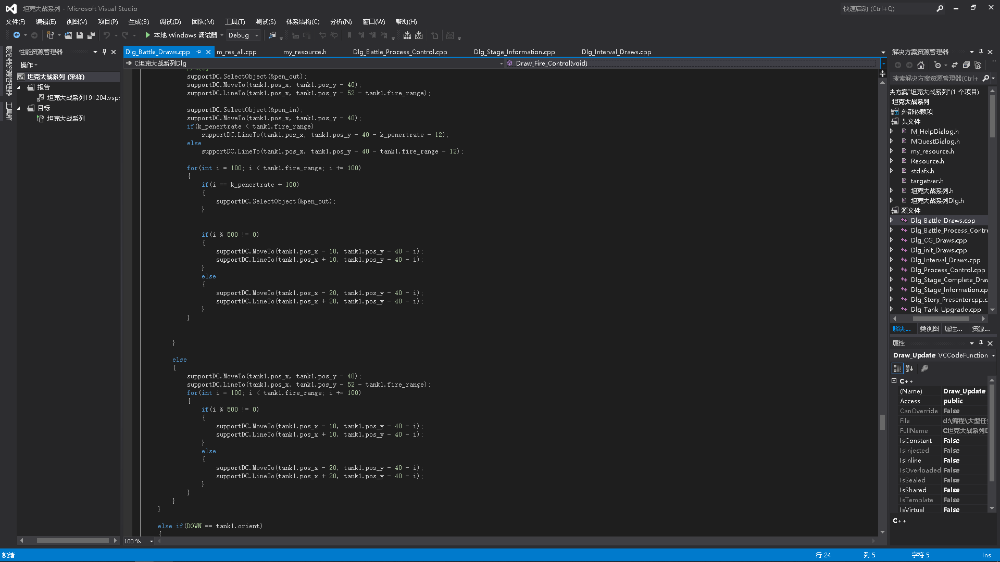 坦克大战系列 - Microsoft Visual Studio
快速启动 (Ctrl+Q)
文件(F) 编辑(E) 视图(V) 项目(P) 生成(B) 调试(D) 团队(M) 工具(T) 测试(S) 体系结构(C) 分析(N) 窗口(W) 帮助(H)
本地 Windows 调试器 Debug
服务器资源管理器
工具箱
性能资源管理器
操作
坦克大战系列 (采样)
报告
坦克大战系列191204.vsp
目标
坦克大战系列
Dlg_Battle_Draws.cpp m_res_all.cpp my_resource.h Dlg_Battle_Process_Control.cpp Dlg_Stage_Information.cpp Dlg_Interval_Draws.cpp
C坦克大战系列Dlg Draw_Fire_Control(void)
supportDC.SelectObject(&pen_out);
supportDC.MoveTo(tank1.pos_x, tank1.pos_y - 40);
supportDC.LineTo(tank1.pos_x, tank1.pos_y - 52 - tank1.fire_range);
supportDC.SelectObject(&pen_in);
supportDC.MoveTo(tank1.pos_x, tank1.pos_y - 40);
if(k_penertrate < tank1.fire_range)
supportDC.LineTo(tank1.pos_x, tank1.pos_y - 40 - k_penertrate - 12);
else
supportDC.LineTo(tank1.pos_x, tank1.pos_y - 40 - tank1.fire_range - 12);
for(int i = 100; i < tank1.fire_range; i += 100)
{
if(i == k_penertrate + 100)
{
supportDC.SelectObject(&pen_out);
}
if(i % 500 != 0)
{
supportDC.MoveTo(tank1.pos_x - 10, tank1.pos_y - 40 - i);
supportDC.LineTo(tank1.pos_x + 10, tank1.pos_y - 40 - i);
}
else
{
supportDC.MoveTo(tank1.pos_x - 20, tank1.pos_y - 40 - i);
supportDC.LineTo(tank1.pos_x + 20, tank1.pos_y - 40 - i);
}
}
}
else
{
supportDC.MoveTo(tank1.pos_x, tank1.pos_y - 40);
supportDC.LineTo(tank1.pos_x, tank1.pos_y - 52 - tank1.fire_range);
for(int i = 100; i < tank1.fire_range; i += 100)
{
if(i % 500 != 0)
{
supportDC.MoveTo(tank1.pos_x - 10, tank1.pos_y - 40 - i);
supportDC.LineTo(tank1.pos_x + 10, tank1.pos_y - 40 - i);
}
else
{
supportDC.MoveTo(tank1.pos_x - 20, tank1.pos_y - 40 - i);
supportDC.LineTo(tank1.pos_x + 20, tank1.pos_y - 40 - i);
}
}
}
}
else if(DOWN == tank1.orient)
{
100 %
解决方案资源管理器
搜索解决方案资源管理器(Ctrl+
决方案"坦克大战系列"(1 个项目)
坦克大战系列
外部依赖项
头文件
M_HelpDialog.h
MQuestDialog.h
my_resource.h
Resource.h
stdafx.h
targetver.h
坦克大战系列.h
坦克大战系列Dlg.h
源文件
Dlg_Battle_Draws.cpp
Dlg_Battle_Process_Contro
Dlg_CG_Draws.cpp
Dlg_init_Draws.cpp
Dlg_Interval_Draws.cpp
Dlg_Process_Control.cpp
Dlg_Stage_Complete_Drav
Dlg_Stage_Information.cp
Dlg_Story_Presentorcpp.c
Dlg_Tank_Upgrade.cpp
解决... 类视图 属性... 资源...
属性
Draw_Update VCCodeFunction
C++
(Name) Draw_Update
Access public
CanOverride False
File d:\编程\大型任
FullName C坦克大战系列D
IsConstant False
IsInjected False
IsInline False
IsOverloaded False
IsSealed False
IsShared False
IsTemplate False
IsVirtual False
C++
就绪 行 24 列 5 字符 5 Ins